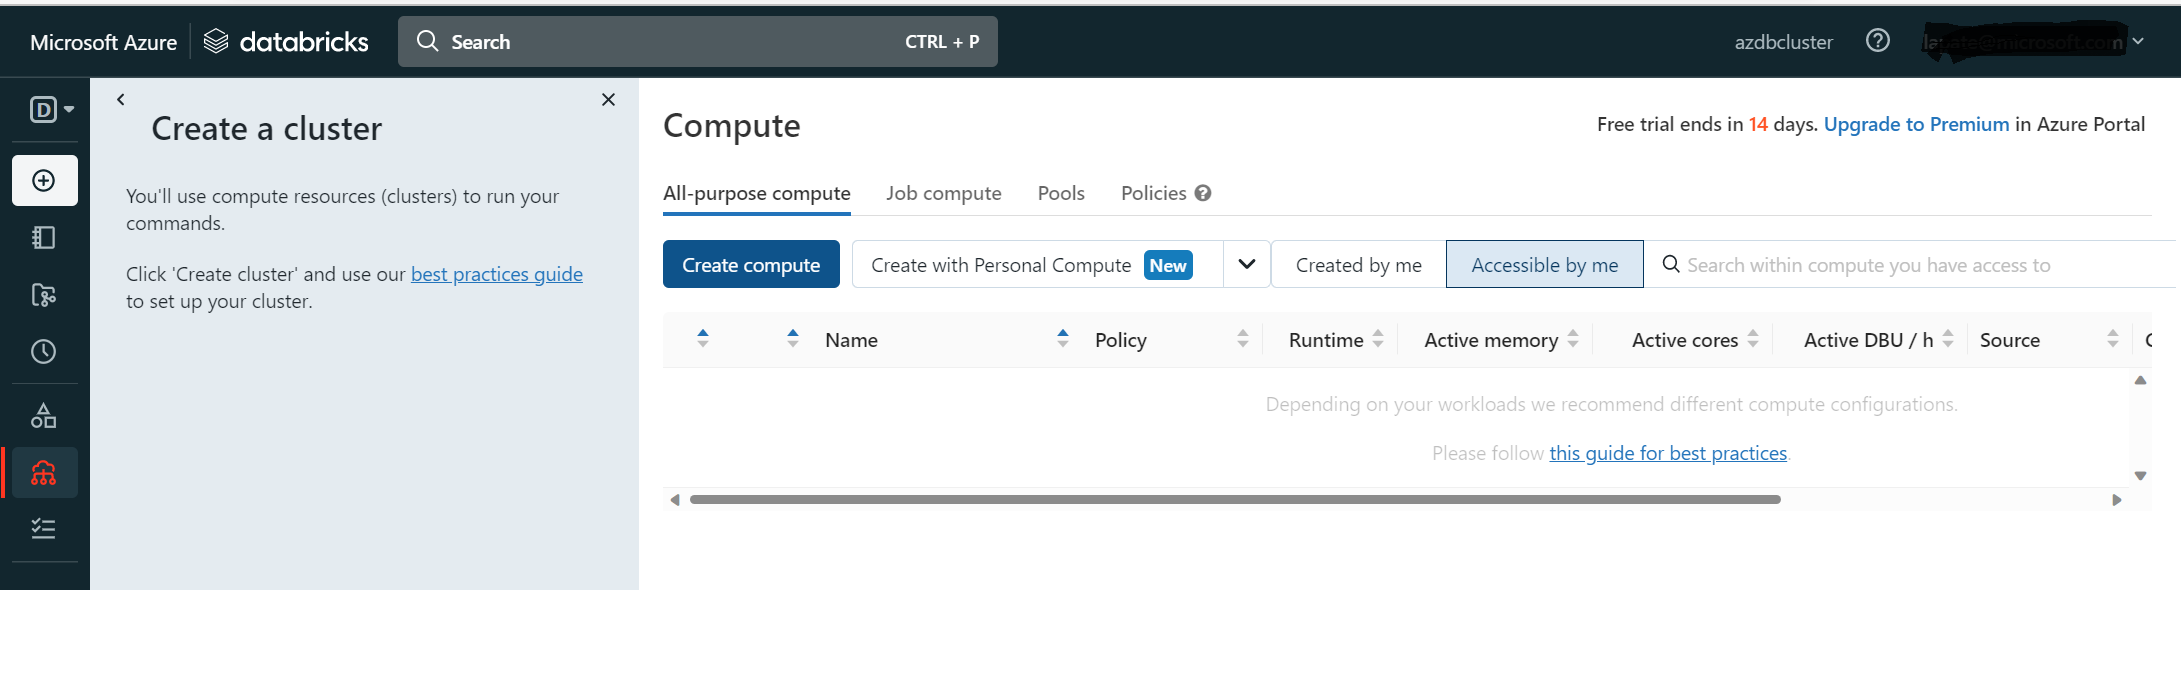 Microsoft Azure databricks Search CTRL + P azdbcluster
Create a cluster
You'll use compute resources (clusters) to run your
commands.
Click 'Create cluster' and use our best practices guide
to set up your cluster.
Compute
Free trial ends in 14 days. Upgrade to Premium in Azure Portal
All-purpose compute Job compute Pools Policies
Create compute Create with Personal Compute New Created by me Accessible by me Search within compute you have access to
Name Policy Runtime Active memory Active cores Active DBU / h Source
Depending on your workloads we recommend different compute configurations.
Please follow this guide for best practices.